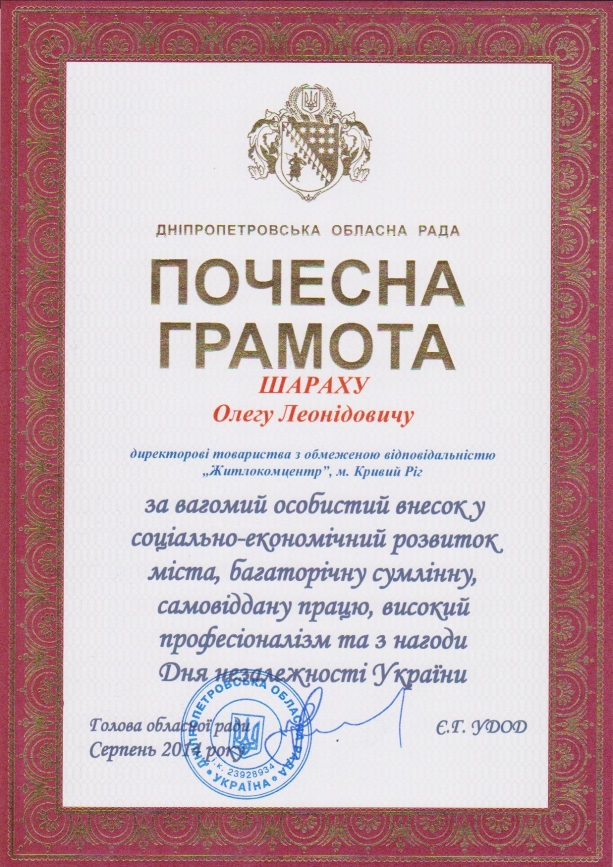 ДНІПРОПЕТРОВСЬКА ОБЛАСНА РАДА
ПОЧЕСНА
ГРАМОТА
ШАРАХУ
Олегу Леонідовичу
директорові товариства з обмеженою відповідальністю
„Житлокомцентр”, м. Кривий Ріг
за вагомий особистий внесок у
соціально-економічний розвиток
міста, багаторічну сумлінну,
самовіддану працю, високий
професіоналізм та з нагоди
Дня незалежності України
Голова обласної ради
Є.Г. УДОД
Серпень року
ДНІПРОПЕТРОВСЬКА ОБЛАСНА РАДА
і.к. 23928934
* УКРАЇНА *